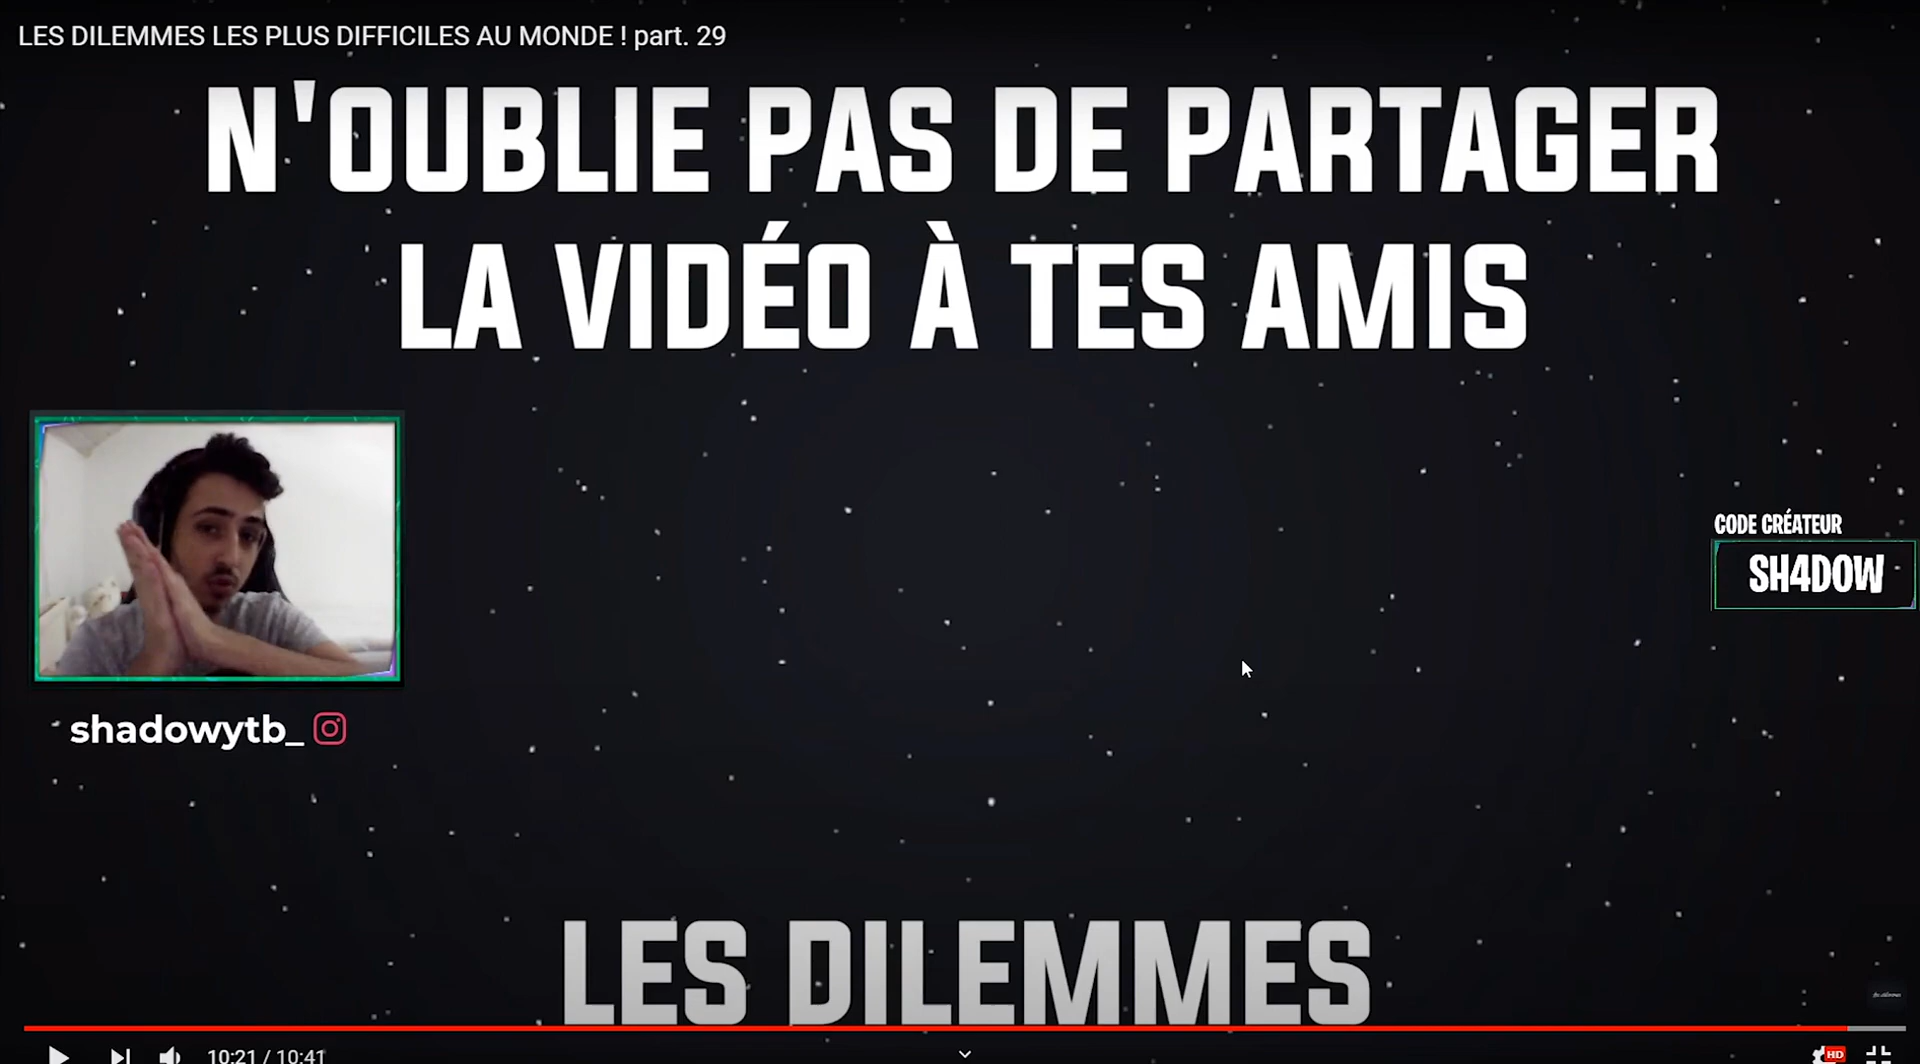 LES DILEMMES LES PLUS DIFFICILES AU MONDE ! part. 29
N'OUBLIE PAS DE PARTAGER
LA VIDÉO À TES AMIS
CODE CRÉATEUR
SH4DOW
shadowytb_
LES DILEMMES
10:21 / 10:41
HD